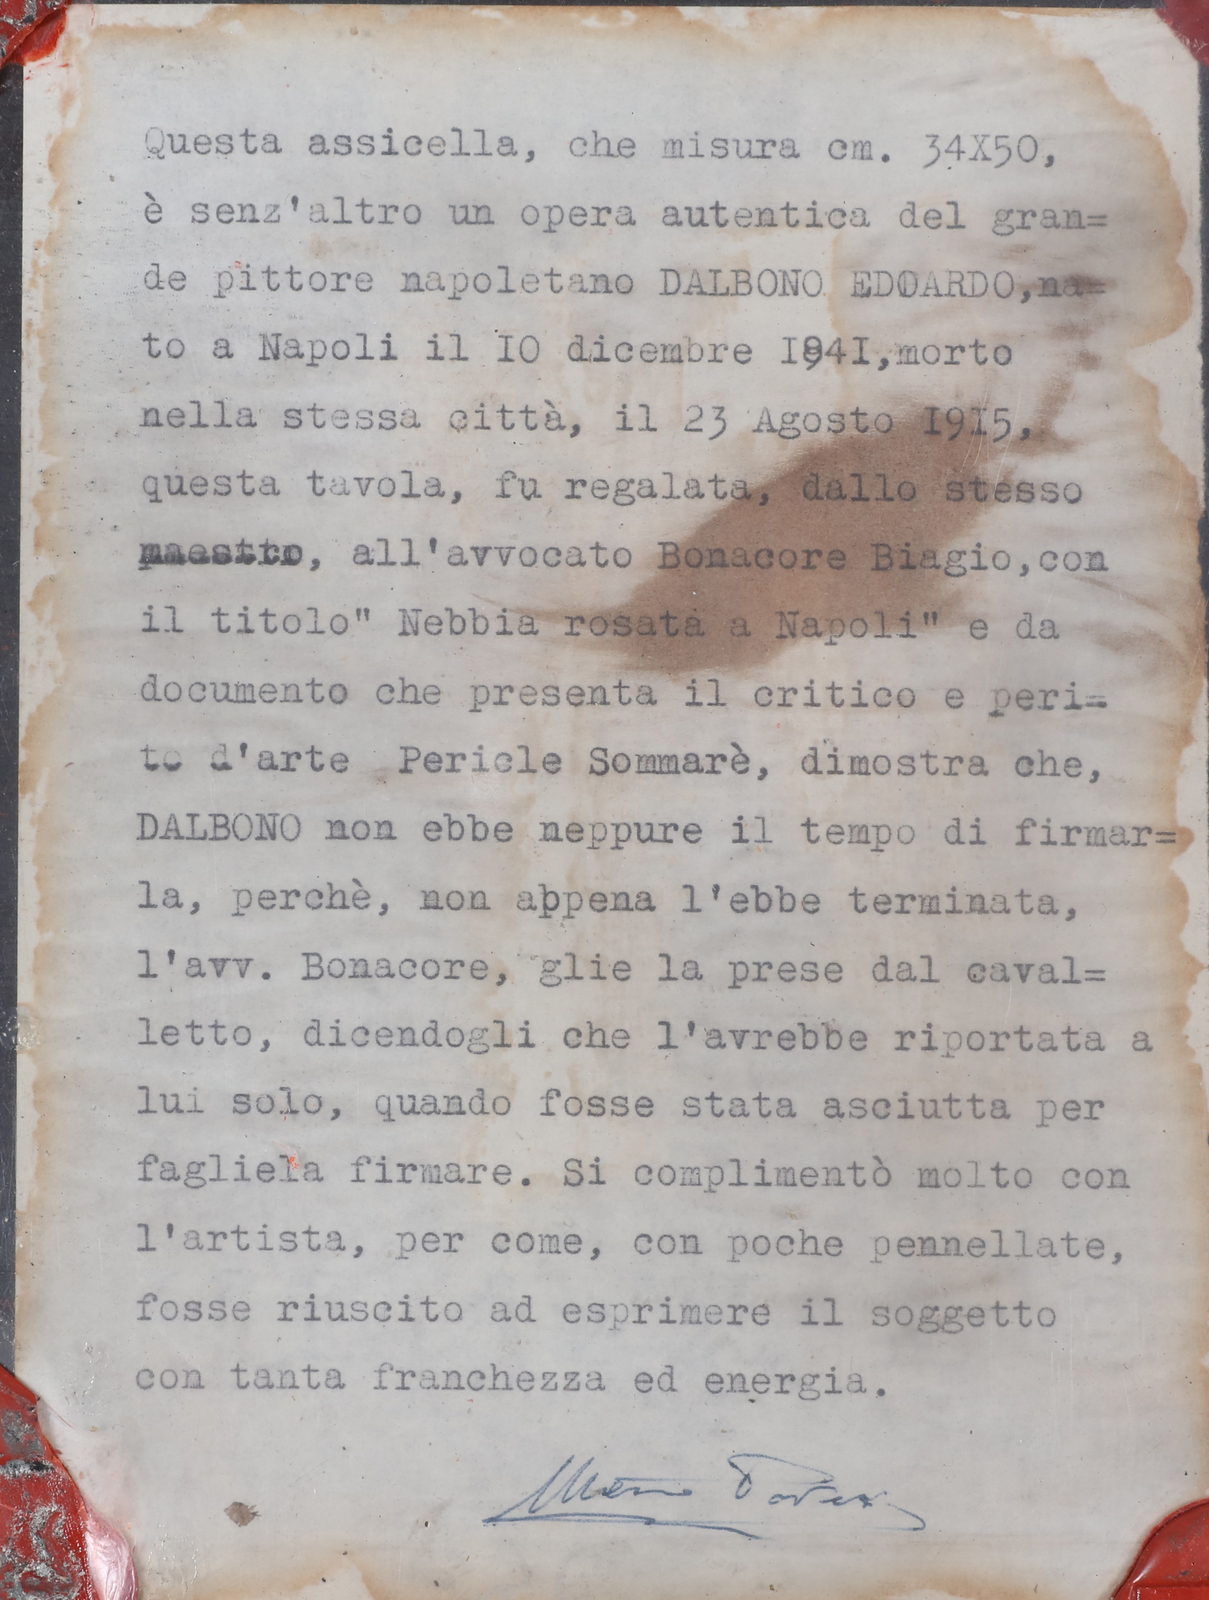 Questa assicella, che misura cm. 34X50,
è senz'altro un opera autentica del gran=
de pittore napoletano DALBONO EDOARDO,na=
to a Napoli il IO dicembre I841,morto
nella stessa città, il 23 Agosto I9I5,
questa tavola, fu regalata, dallo stesso
maestro, all'avvocato Bonacore Biagio,con
il titolo" Nebbia rosata a Napoli" e da
documento che presenta il critico e peri=
to d'arte Pericle Sommarè, dimostra che,
DALBONO non ebbe neppure il tempo di firmar=
la, perchè, non appena l'ebbe terminata,
l'avv. Bonacore, glie la prese dal caval=
letto, dicendogli che l'avrebbe riportata a
lui solo, quando fosse stata asciutta per
fagliela firmare. Si complimentò molto con
l'artista, per come, con poche pennellate,
fosse riuscito ad esprimere il soggetto
con tanta franchezza ed energia.